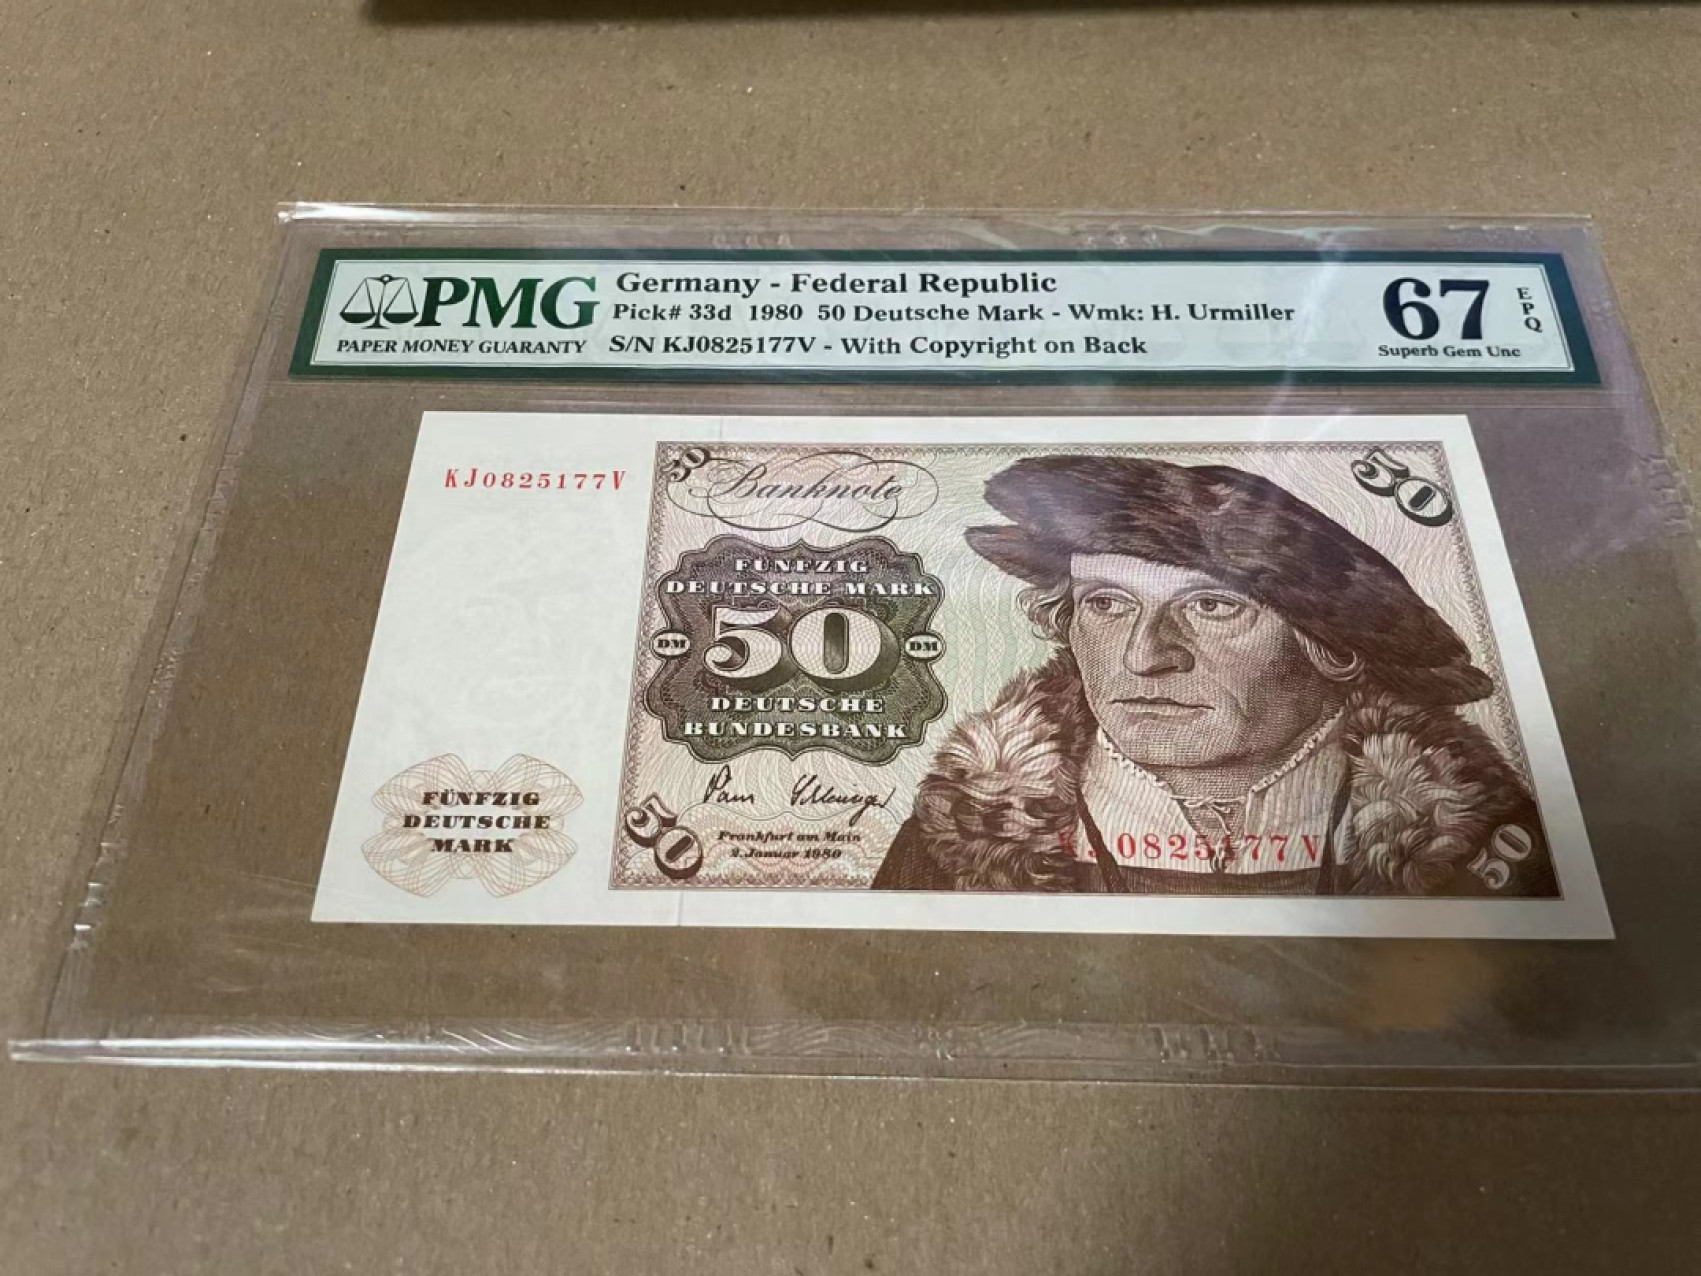 PMG
PAPER MONEY GUARANTY
Germany - Federal Republic
Pick# 33d 1980 50 Deutsche Mark - Wmk: H. Urmiller
S/N KJ0825177V - With Copyright on Back
67
EPQ
Superb Gem Unc
KJ0825177V
50
Banknote
50
FÜNFZIG
DEUTSCHE MARK
DM
50
DM
DEUTSCHE
BUNDESBANK
FÜNFZIG
DEUTSCHE
MARK
50
Frankfurt am Main
2. Januar 1980
KJ0825177V
50